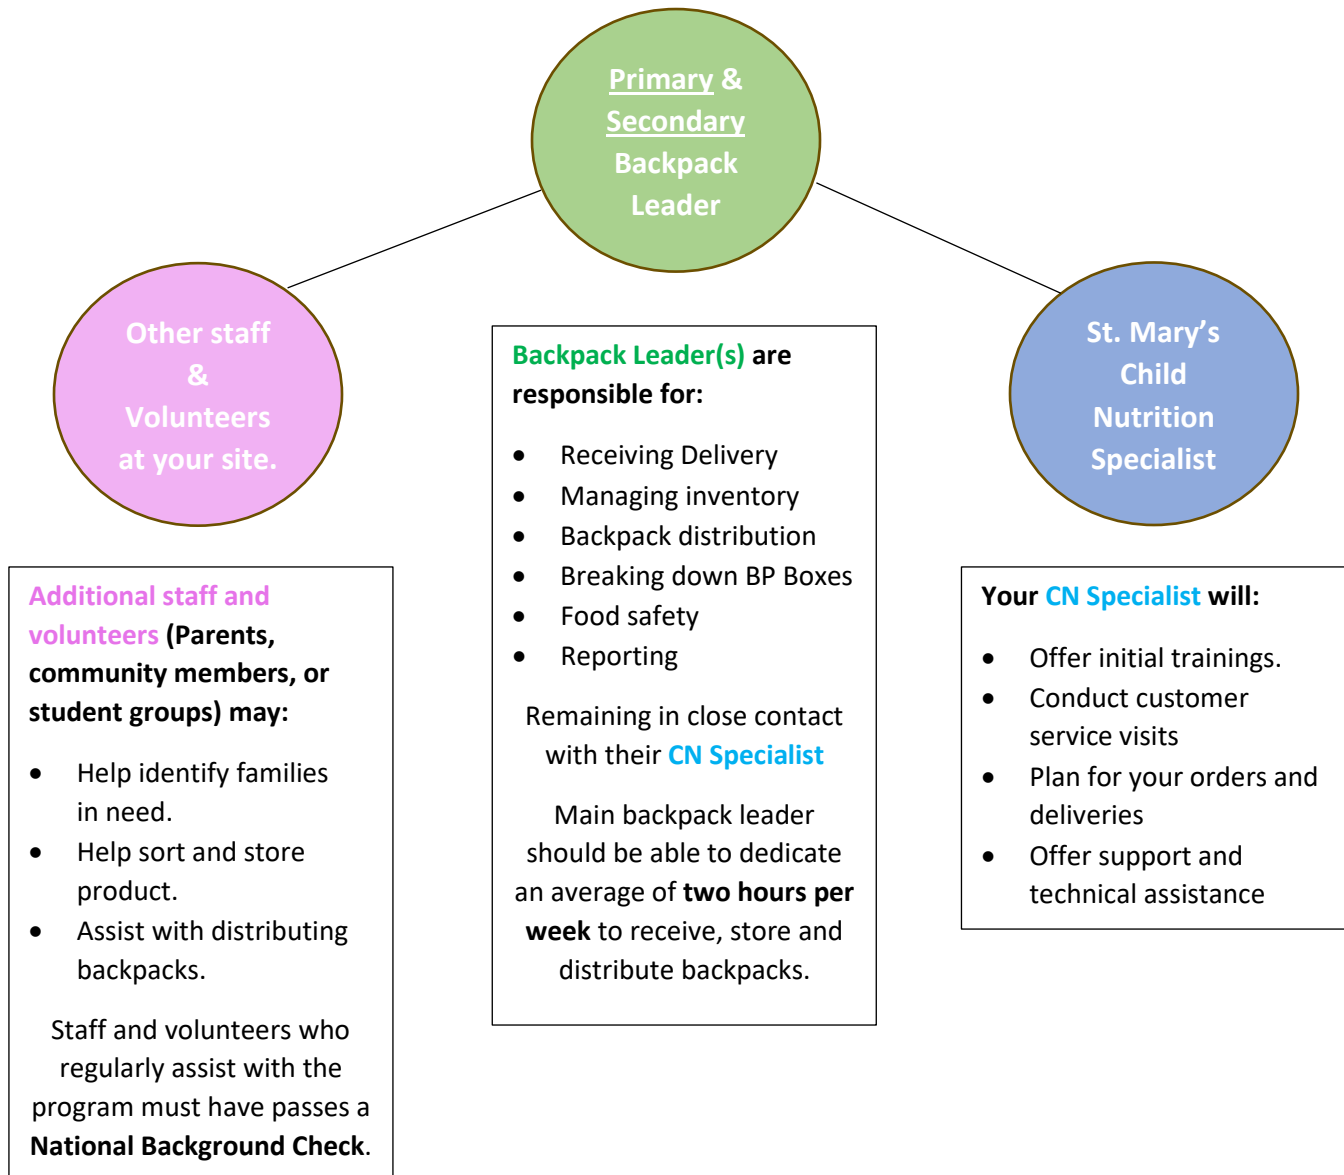 Primary &
Secondary
Backpack
Leader
Other staff
&
Volunteers
at your site.
St. Mary’s
Child
Nutrition
Specialist
Backpack Leader(s) are
responsible for:
• Receiving Delivery
• Managing inventory
• Backpack distribution
• Breaking down BP Boxes
• Food safety
• Reporting
Remaining in close contact
with their CN Specialist
Main backpack leader
should be able to dedicate
an average of two hours per
week to receive, store and
distribute backpacks.
Additional staff and
volunteers (Parents,
community members, or
student groups) may:
• Help identify families
in need.
• Help sort and store
product.
• Assist with distributing
backpacks.
Staff and volunteers who
regularly assist with the
program must have passes a
National Background Check.
Your CN Specialist will:
• Offer initial trainings.
• Conduct customer
service visits
• Plan for your orders and
deliveries
• Offer support and
technical assistance